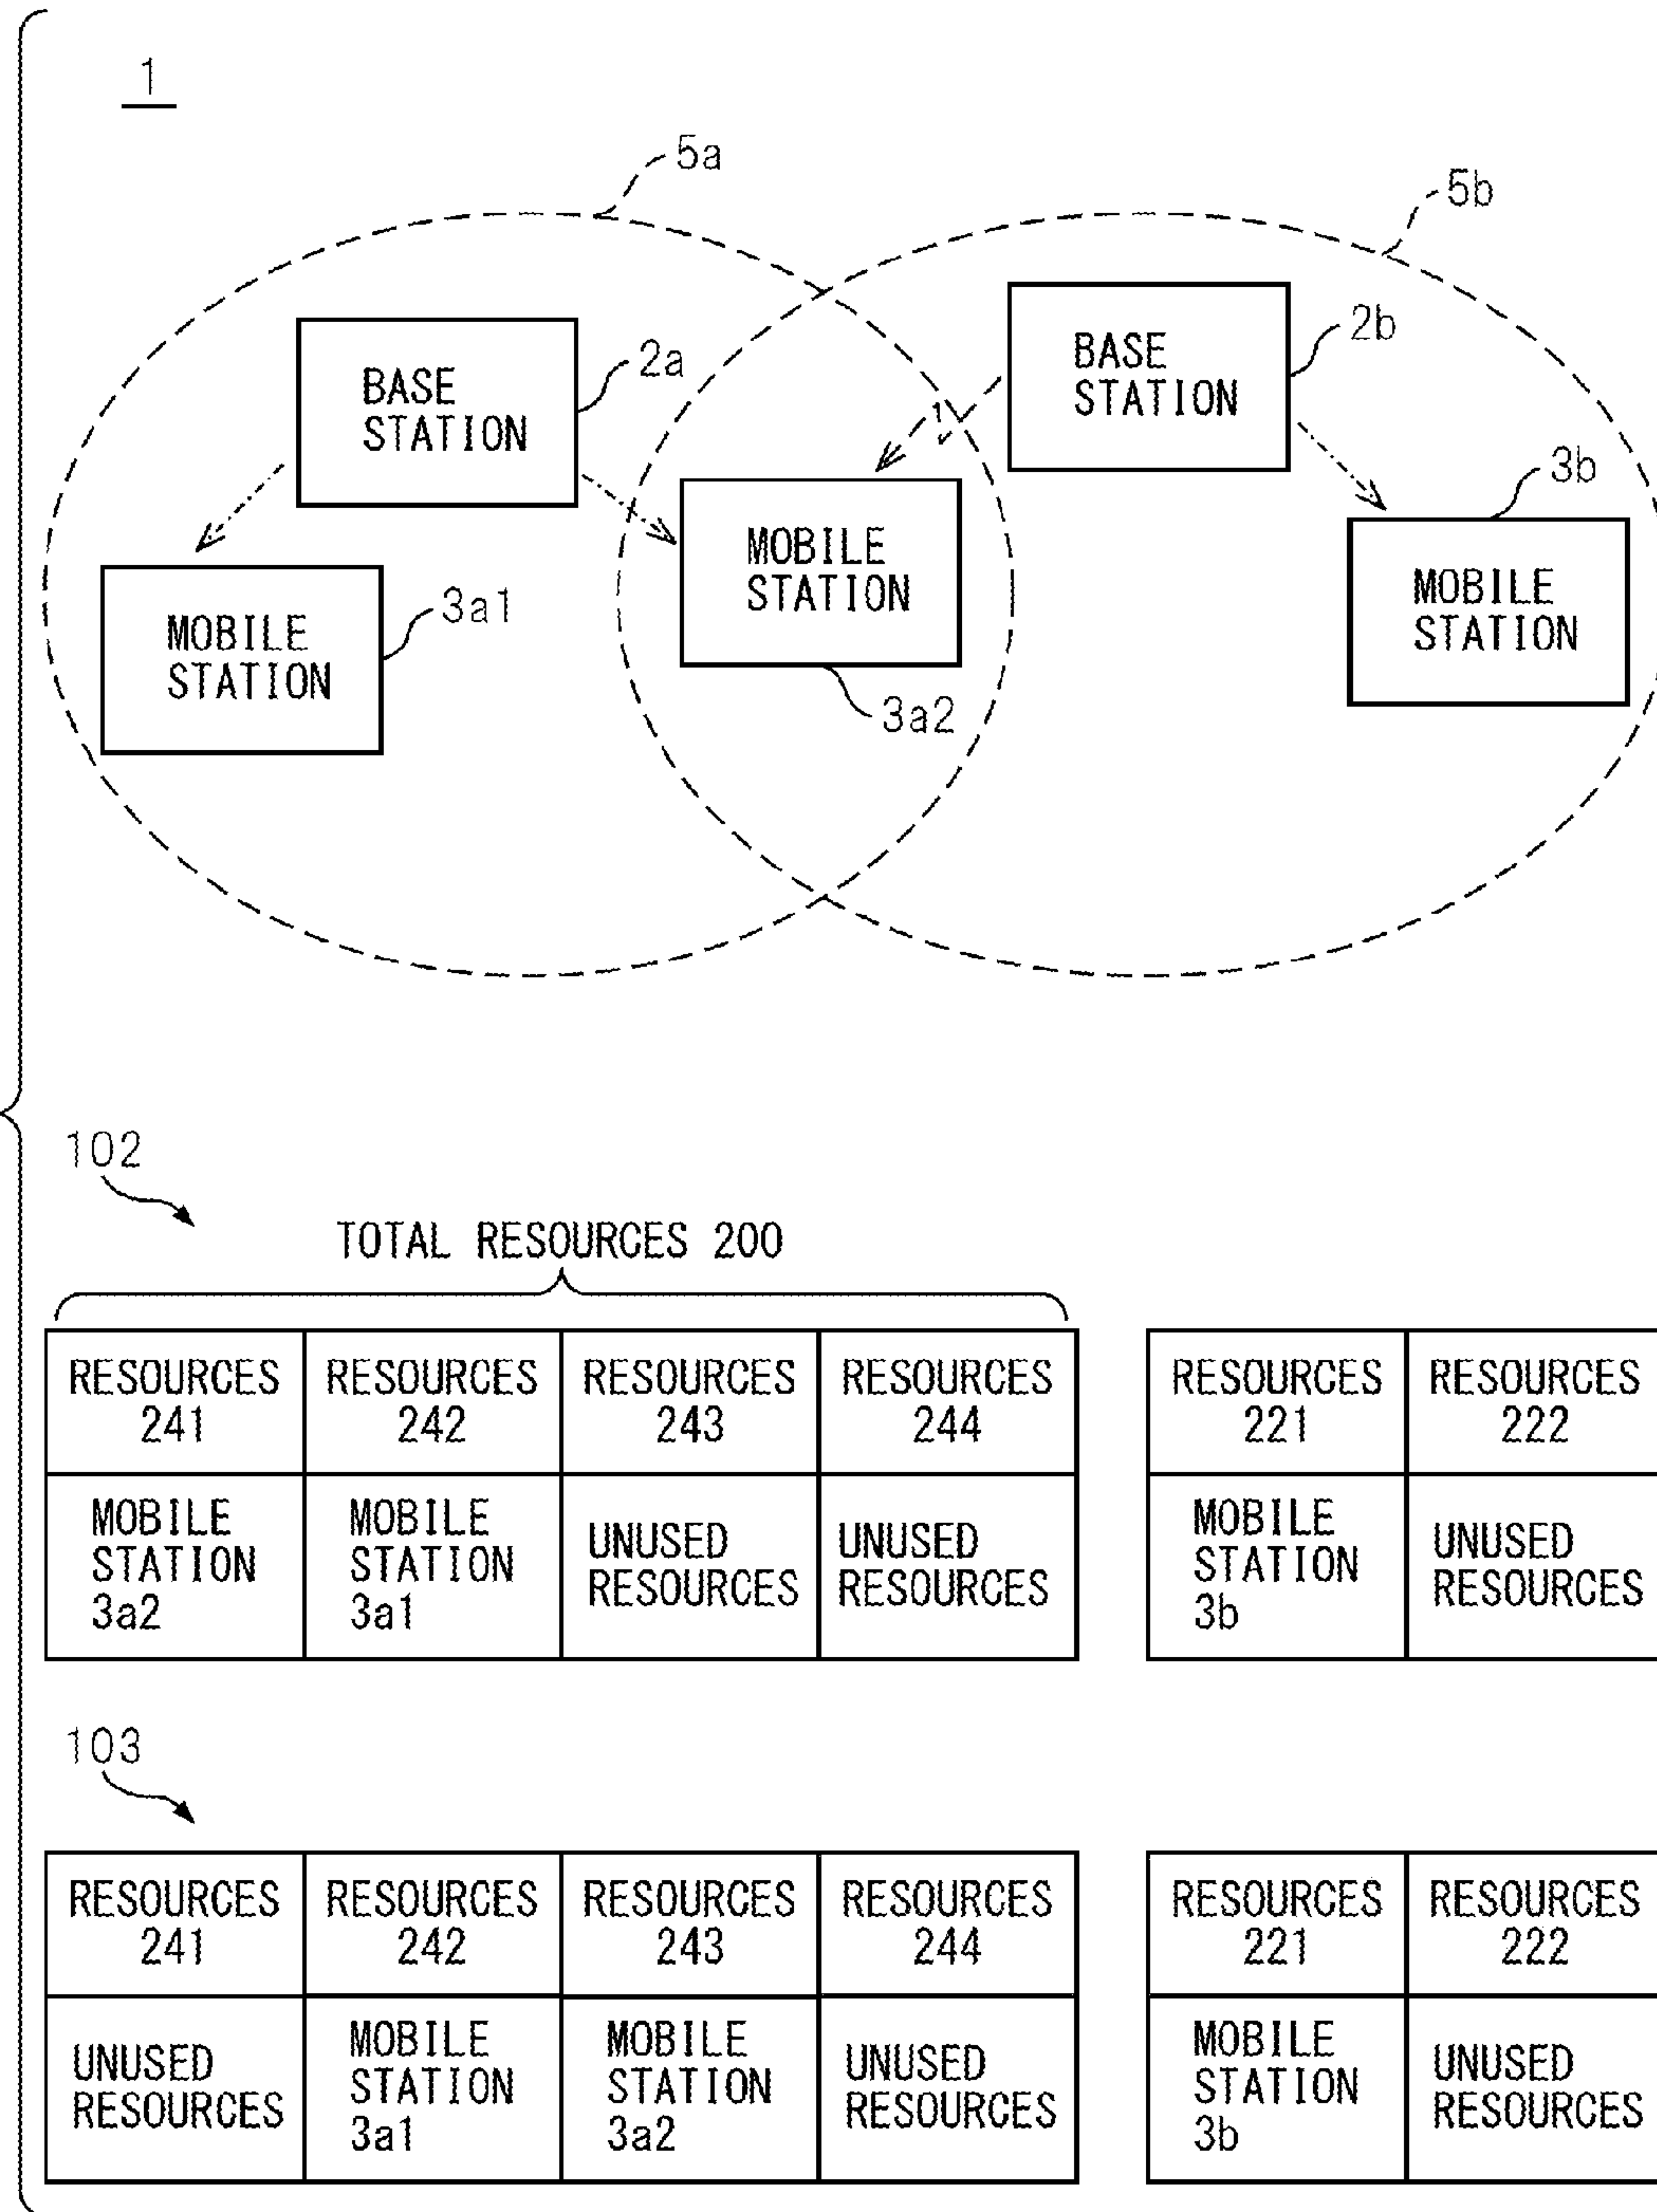 1
5a
5b
BASE
STATION
2a
BASE
STATION
2b
MOBILE
STATION
3a1
MOBILE
STATION
3a2
MOBILE
STATION
3b
102
TOTAL RESOURCES 200
RESOURCES
241
RESOURCES
242
RESOURCES
243
RESOURCES
244
RESOURCES
221
RESOURCES
222
MOBILE
STATION
3a2
MOBILE
STATION
3a1
UNUSED
RESOURCES
UNUSED
RESOURCES
MOBILE
STATION
3b
UNUSED
RESOURCES
103
RESOURCES
241
RESOURCES
242
RESOURCES
243
RESOURCES
244
RESOURCES
221
RESOURCES
222
UNUSED
RESOURCES
MOBILE
STATION
3a1
MOBILE
STATION
3a2
UNUSED
RESOURCES
MOBILE
STATION
3b
UNUSED
RESOURCES